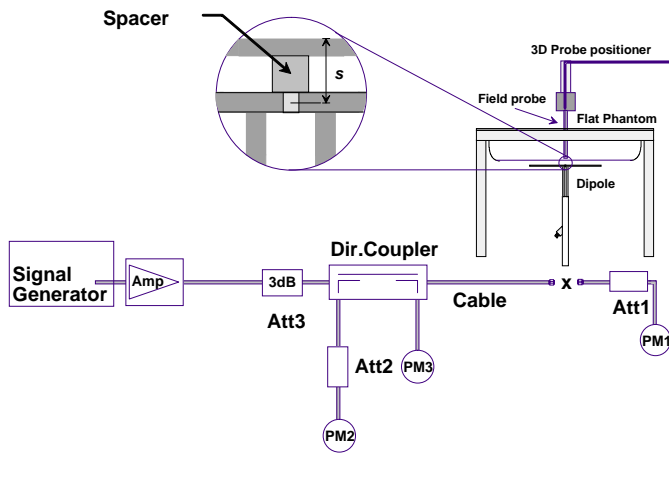 Spacer
s
3D Probe positioner
Field probe
Flat Phantom
Dipole
Signal
Generator
Amp
3dB
Att3
Dir.Coupler
Cable
x
Att1
PM1
Att2
PM3
PM2